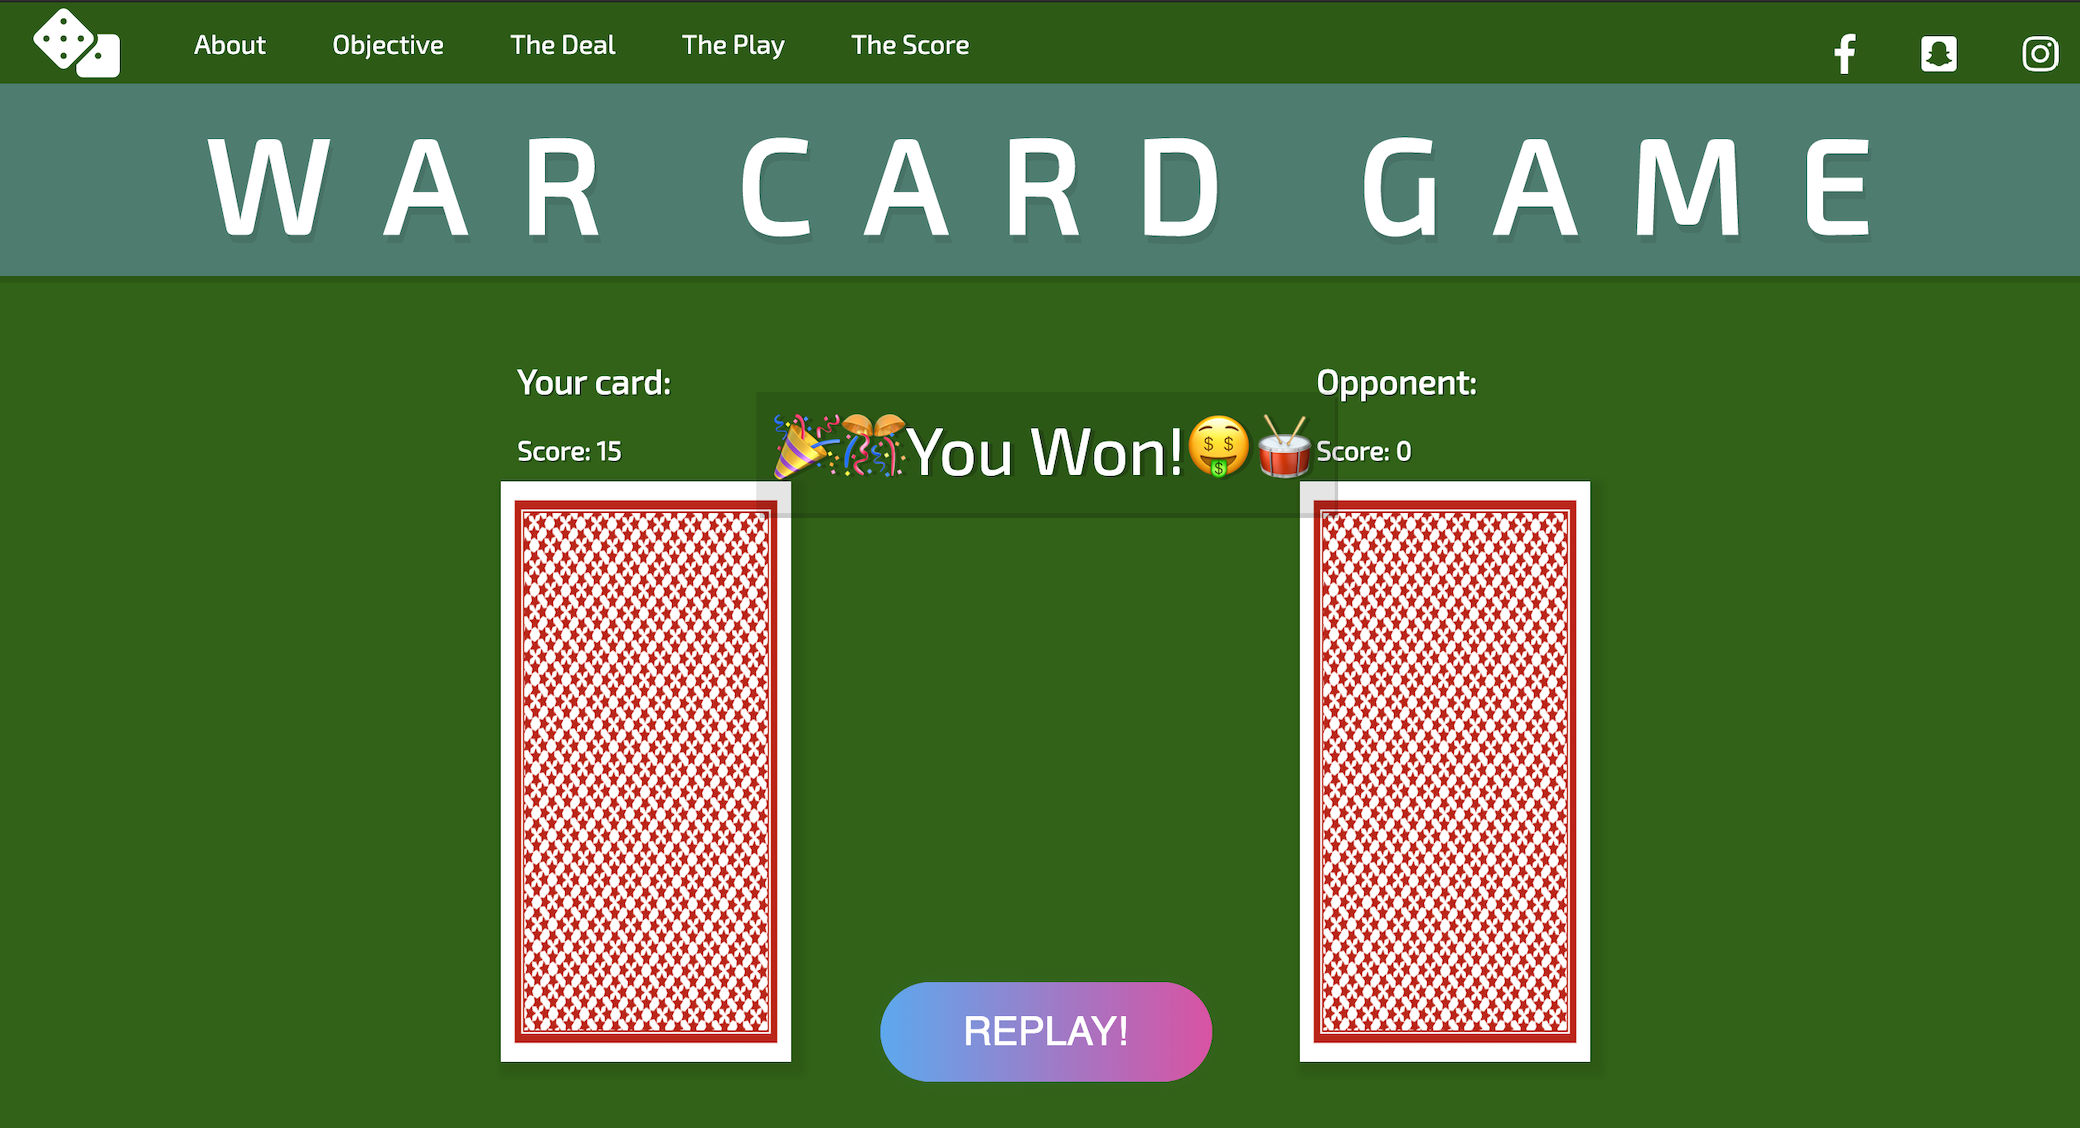 About
Objective
The Deal
The Play
The Score
WAR CARD GAME
Your card:
Opponent:
Score: 15
🎉🎊You Won!🤑🥁
Score: 0
REPLAY!